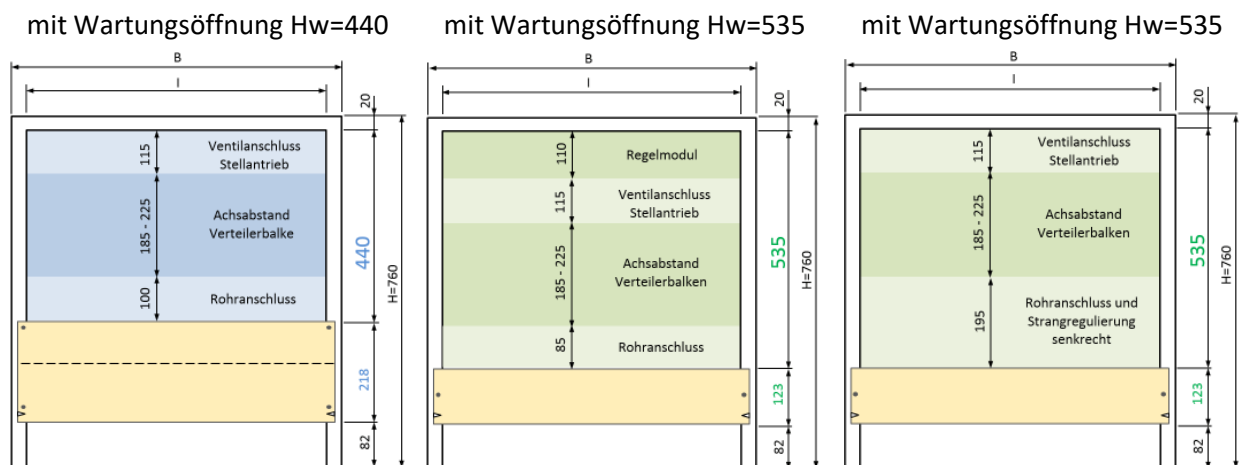 mit Wartungsöffnung Hw=440
B
I
20
115
Ventilanschluss
Stellantrieb
185 - 225
Achsabstand
Verteilerbalke
440
H=760
100
Rohranschluss
218
82
mit Wartungsöffnung Hw=535
B
I
20
110
Regelmodul
115
Ventilanschluss
Stellantrieb
185 - 225
Achsabstand
Verteilerbalken
535
H=760
85
Rohranschluss
123
82
mit Wartungsöffnung Hw=535
B
I
20
115
Ventilanschluss
Stellantrieb
185 - 225
Achsabstand
Verteilerbalken
535
H=760
195
Rohranschluss und
Strangregulierung
senkrecht
123
82